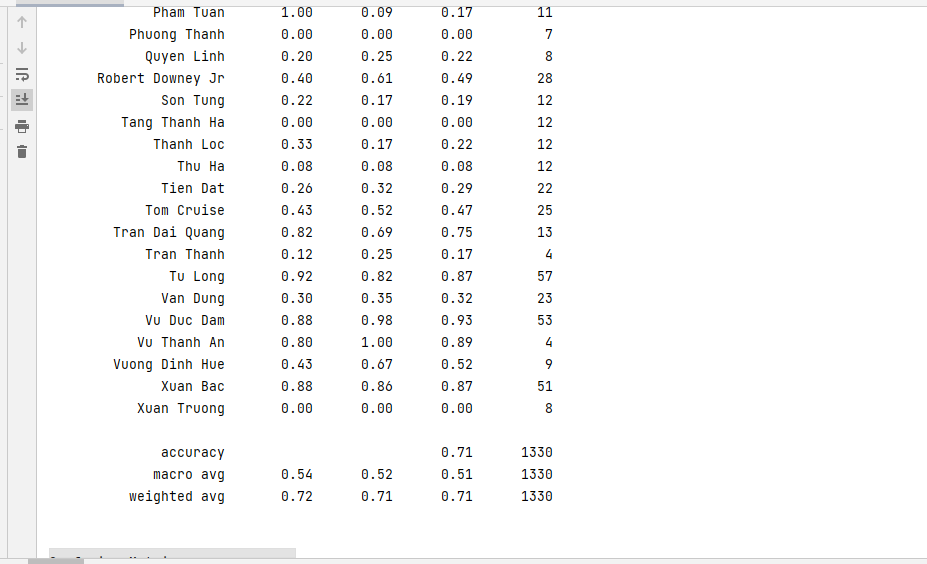 Pham Tuan 1.00 0.09 0.17 11
Phuong Thanh 0.00 0.00 0.00 7
Quyen Linh 0.20 0.25 0.22 8
Robert Downey Jr 0.40 0.61 0.49 28
Son Tung 0.22 0.17 0.19 12
Tang Thanh Ha 0.00 0.00 0.00 12
Thanh Loc 0.33 0.17 0.22 12
Thu Ha 0.08 0.08 0.08 12
Tien Dat 0.26 0.32 0.29 22
Tom Cruise 0.43 0.52 0.47 25
Tran Dai Quang 0.82 0.69 0.75 13
Tran Thanh 0.12 0.25 0.17 4
Tu Long 0.92 0.82 0.87 57
Van Dung 0.30 0.35 0.32 23
Vu Duc Dam 0.88 0.98 0.93 53
Vu Thanh An 0.80 1.00 0.89 4
Vuong Dinh Hue 0.43 0.67 0.52 9
Xuan Bac 0.88 0.86 0.87 51
Xuan Truong 0.00 0.00 0.00 8
accuracy 0.71 1330
macro avg 0.54 0.52 0.51 1330
weighted avg 0.72 0.71 0.71 1330